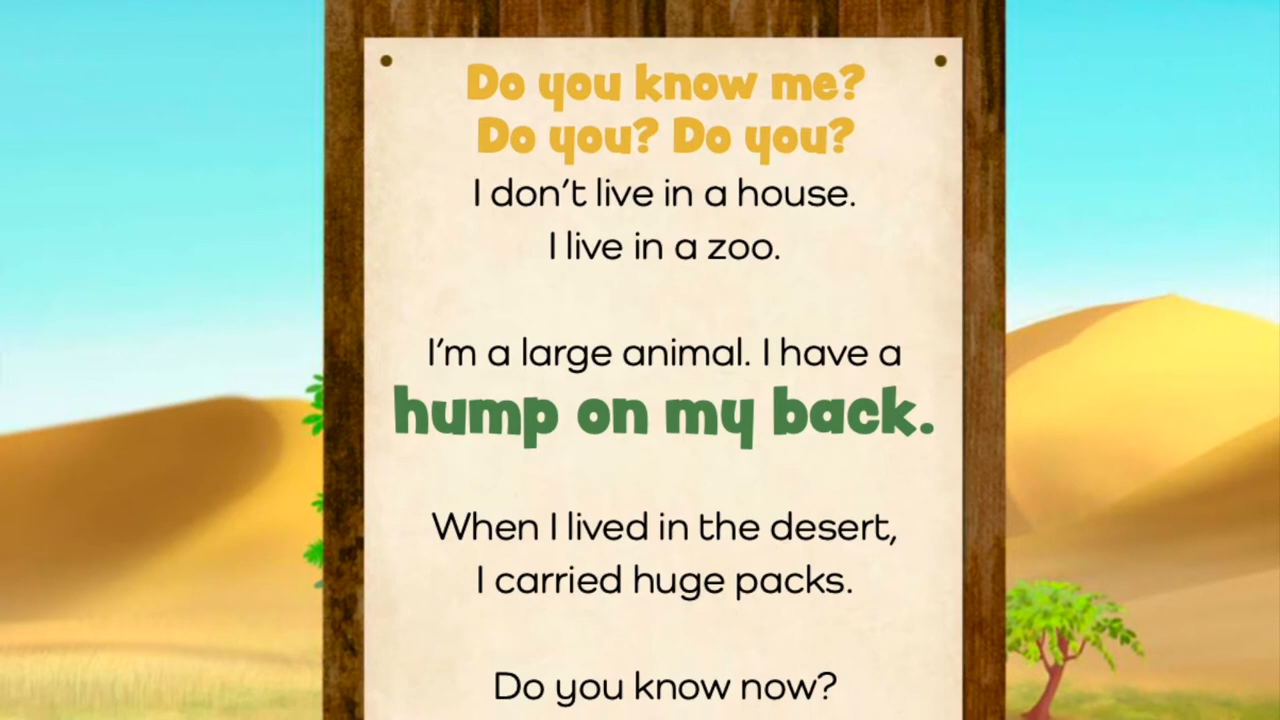 Do you know me?
Do you? Do you?
I don’t live in a house.
I live in a zoo.
I’m a large animal. I have a
hump on my back.
When I lived in the desert,
I carried huge packs.
Do you know now?